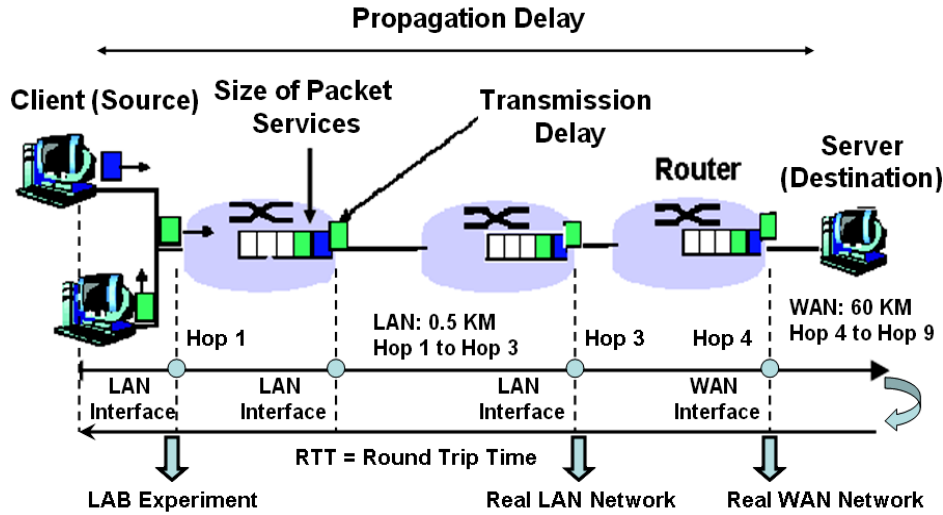 Propagation Delay
Client (Source)
Size of Packet
Services
Transmission
Delay
Router
Server
(Destination)
Hop 1
LAN: 0.5 KM
Hop 1 to Hop 3
Hop 3
Hop 4
WAN: 60 KM
Hop 4 to Hop 9
LAN
Interface
LAN
Interface
LAN
Interface
WAN
Interface
RTT = Round Trip Time
LAB Experiment
Real LAN Network
Real WAN Network